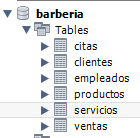 barberia
Tables
citas
clientes
empleados
productos
servicios
ventas